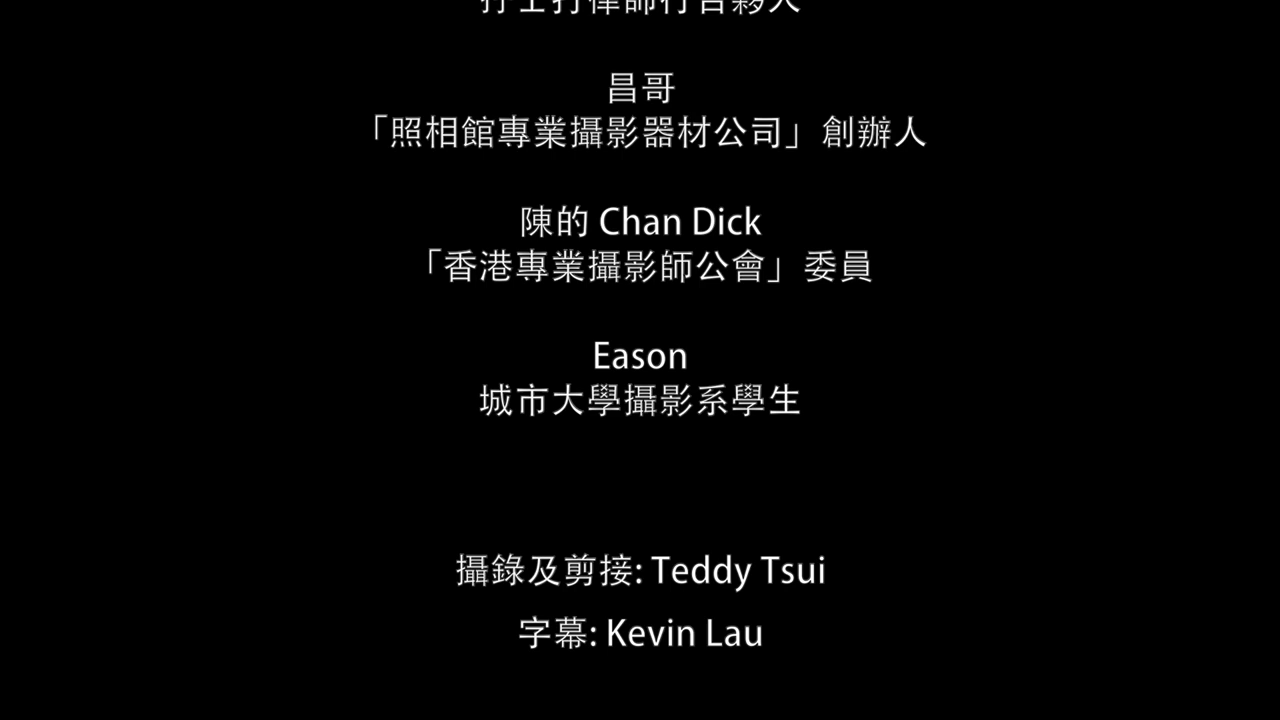 昌哥
「照相館專業攝影器材公司」創辦人
陳的 Chan Dick
「香港專業攝影師公會」委員
Eason
城市大學攝影系學生
攝錄及剪接: Teddy Tsui
字幕: Kevin Lau